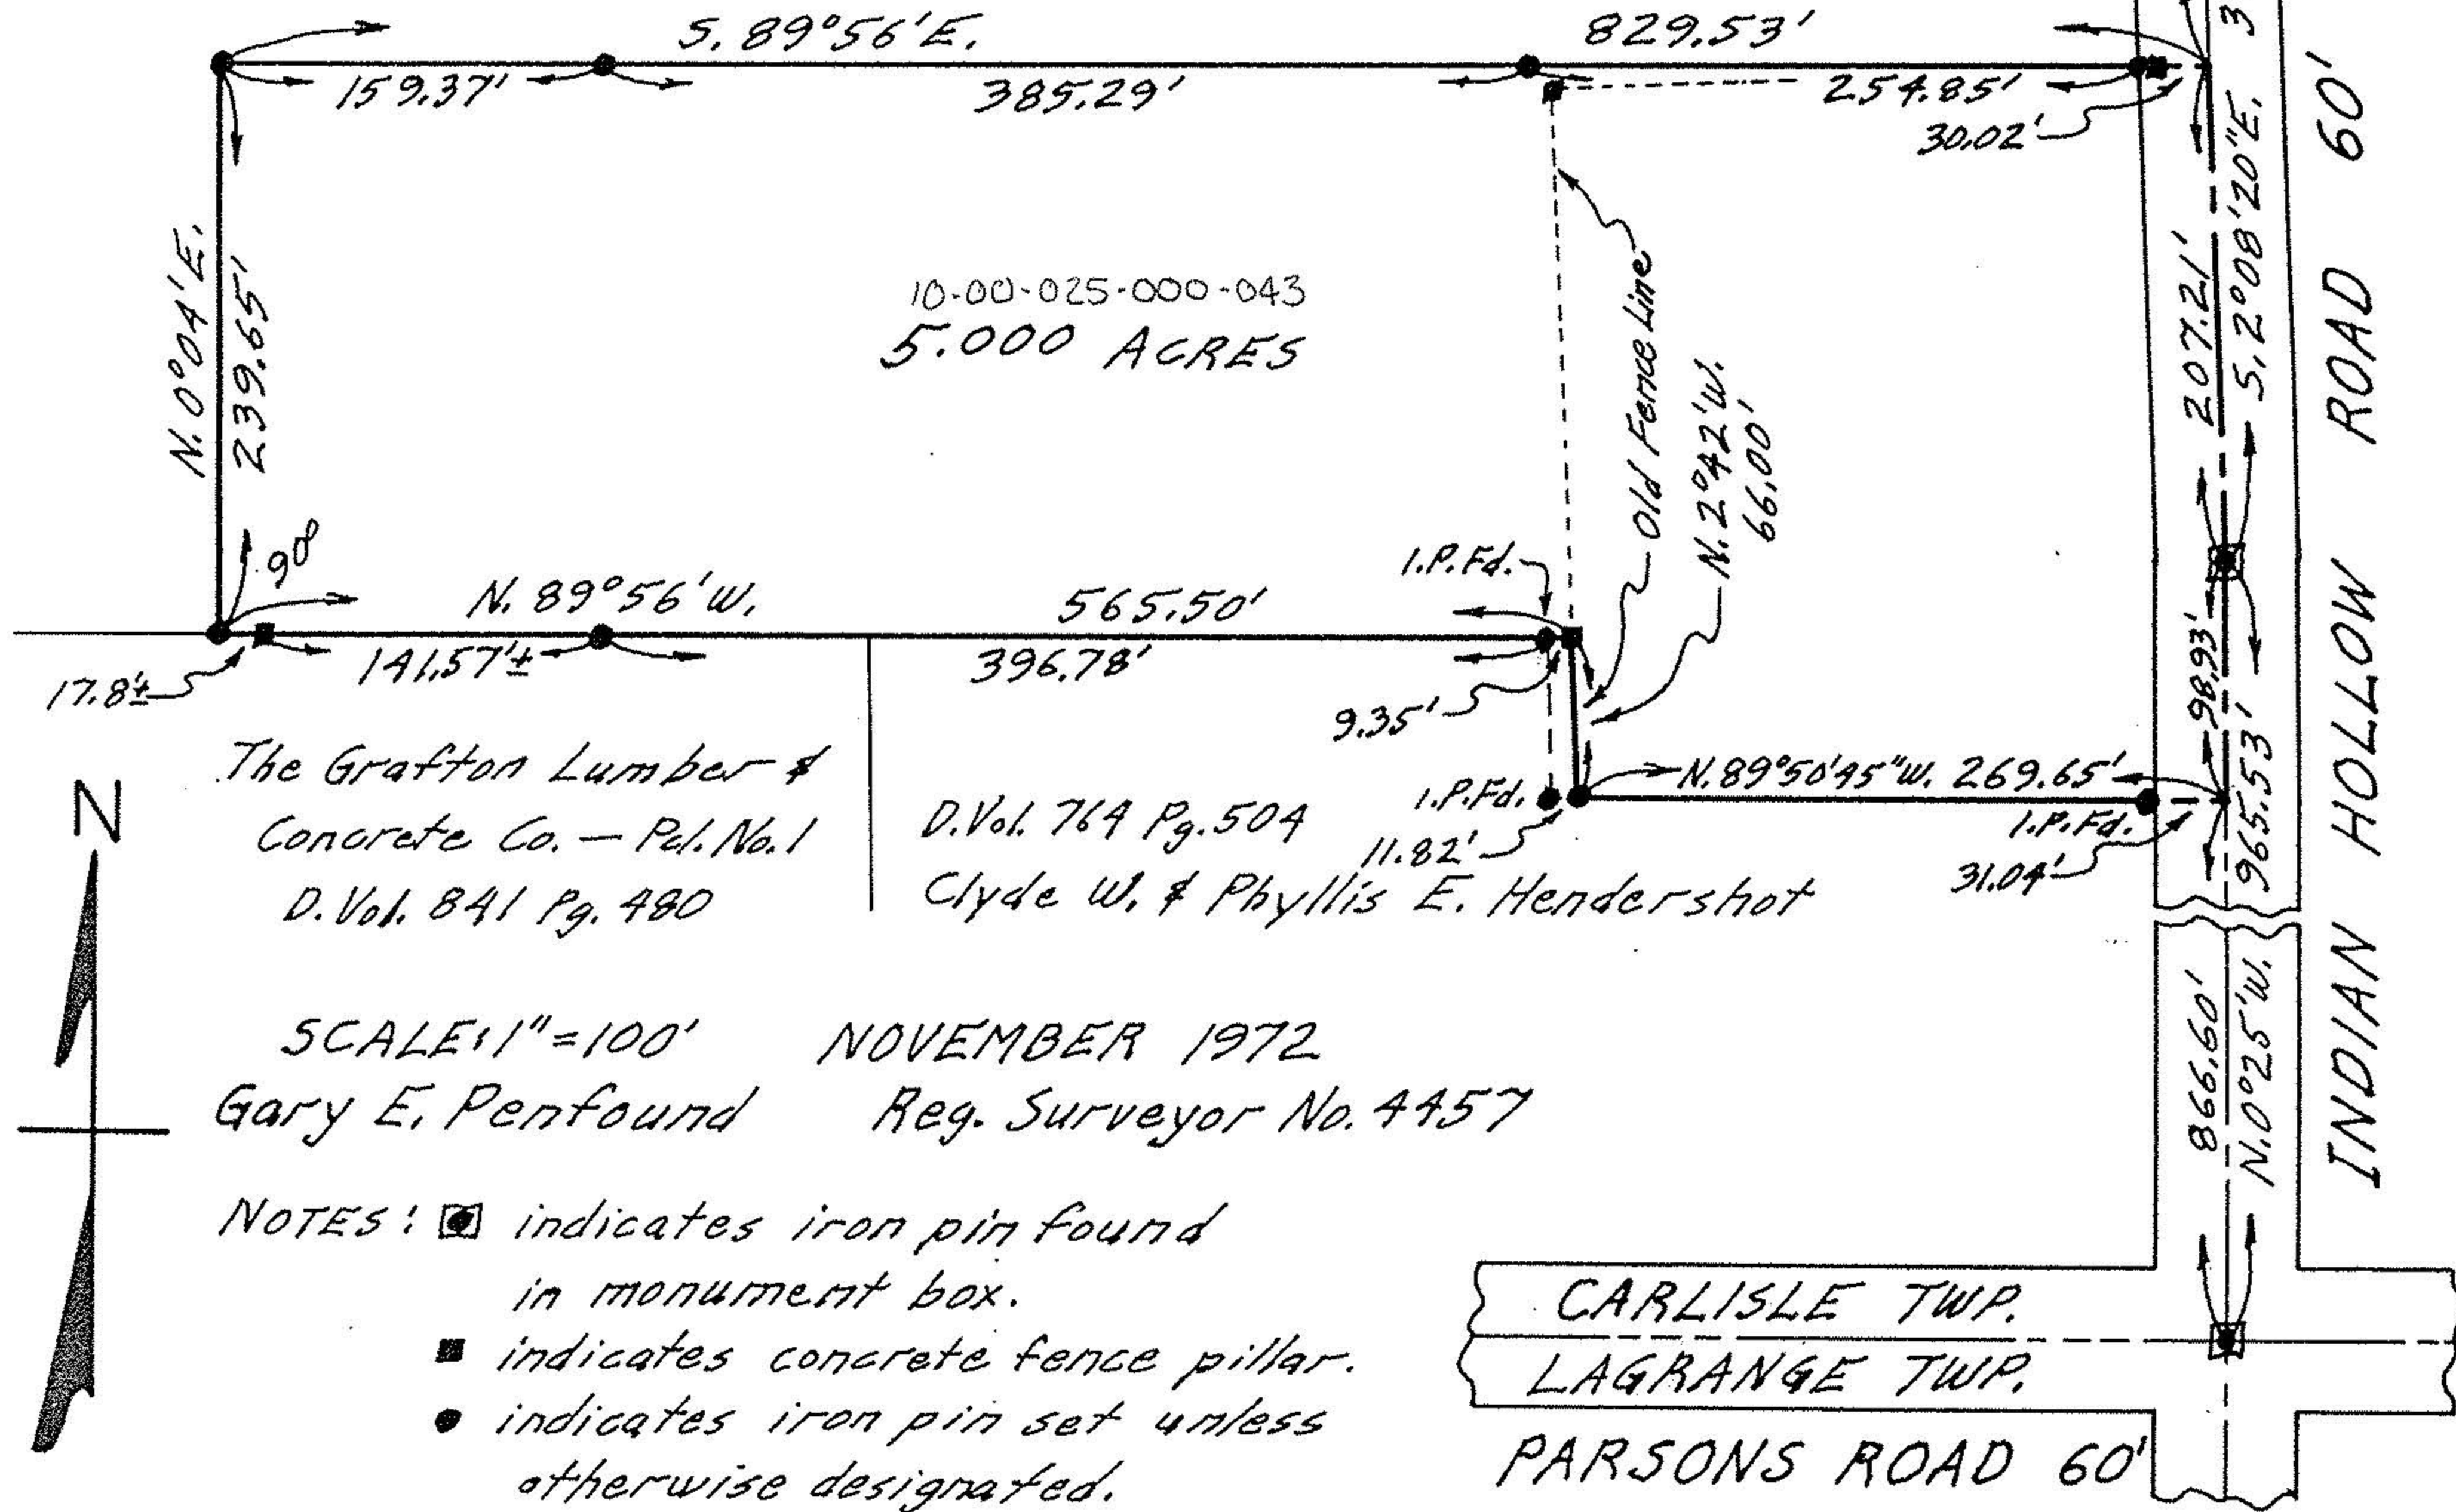 S. 89°56'E. 829.53'
159.37' 385.29' 254.85'
30.02'
3
S. 2°08'20"E.
207.21'
N. 0°04'E.
239.65'
10-00-025-000-043
5.000 ACRES
Old Fence Line
N. 2°42'W.
66.00'
90°
N. 89°56'W. 565.50'
I.P.Fd.
17.8'±
141.57'± 396.78'
9.35'
98.93'
965.53'
N. 89°50'45"W. 269.65'
I.P.Fd.
11.82'
I.P.Fd.
31.04'
The Grafton Lumber &
Concrete Co. — Pcl. No. 1
D. Vol. 841 Pg. 480
D. Vol. 764 Pg. 504
Clyde W. & Phyllis E. Hendershot
N
866.60'
N. 0°25'W.
INDIAN HOLLOW ROAD 60'
SCALE: 1"=100' NOVEMBER 1972
Gary E. Penfound Reg. Surveyor No. 4457
NOTES: indicates iron pin found
in monument box.
indicates concrete fence pillar.
indicates iron pin set unless
otherwise designated.
CARLISLE TWP.
LAGRANGE TWP.
PARSONS ROAD 60'